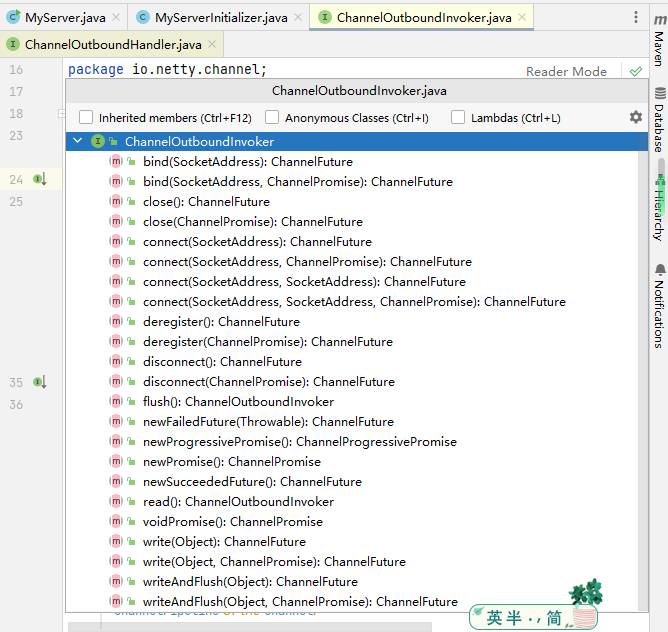 MyServer.java
MyServerInitializer.java
ChannelOutboundInvoker.java
ChannelOutboundHandler.java
16
package io.netty.channel;
Reader Mode
17
18
23
24
25
35
36
ChannelOutboundInvoker.java
Inherited members (Ctrl+F12)
Anonymous Classes (Ctrl+I)
Lambdas (Ctrl+L)
ChannelOutboundInvoker
bind(SocketAddress): ChannelFuture
bind(SocketAddress, ChannelPromise): ChannelFuture
close(): ChannelFuture
close(ChannelPromise): ChannelFuture
connect(SocketAddress): ChannelFuture
connect(SocketAddress, ChannelPromise): ChannelFuture
connect(SocketAddress, SocketAddress): ChannelFuture
connect(SocketAddress, SocketAddress, ChannelPromise): ChannelFuture
deregister(): ChannelFuture
deregister(ChannelPromise): ChannelFuture
disconnect(): ChannelFuture
disconnect(ChannelPromise): ChannelFuture
flush(): ChannelOutboundInvoker
newFailedFuture(Throwable): ChannelFuture
newProgressivePromise(): ChannelProgressivePromise
newPromise(): ChannelPromise
newSucceededFuture(): ChannelFuture
read(): ChannelOutboundInvoker
voidPromise(): ChannelPromise
write(Object): ChannelFuture
write(Object, ChannelPromise): ChannelFuture
writeAndFlush(Object): ChannelFuture
writeAndFlush(Object, ChannelPromise): ChannelFuture
英 半 · , 简
Maven
Database
Hierarchy
Notifications